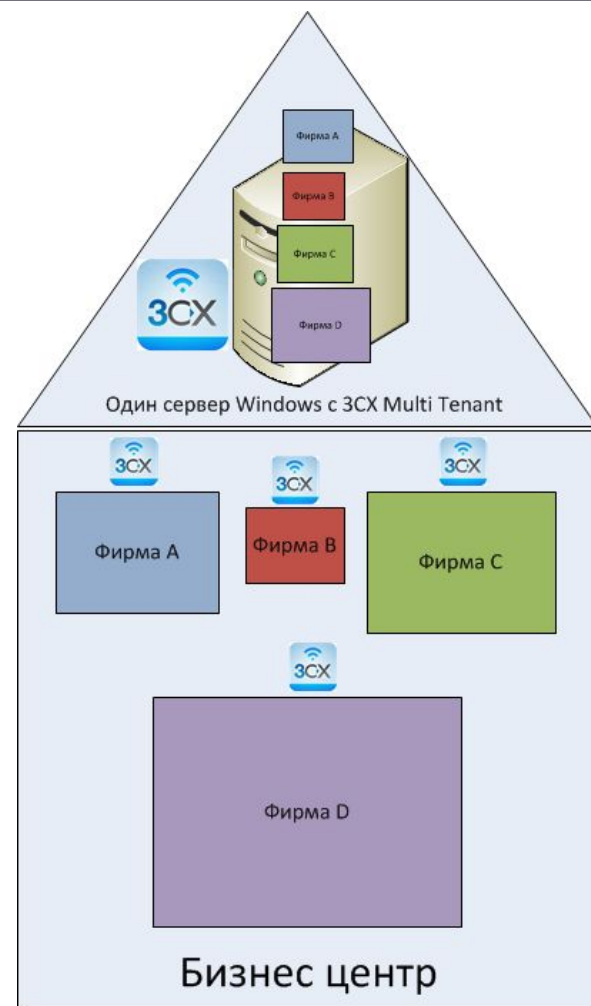 Фирма A
Фирма B
Фирма C
3CX
Фирма D
Один сервер Windows с 3CX Multi Tenant
3CX
3CX
3CX
Фирма A
Фирма B
Фирма C
3CX
Фирма D
Бизнес центр